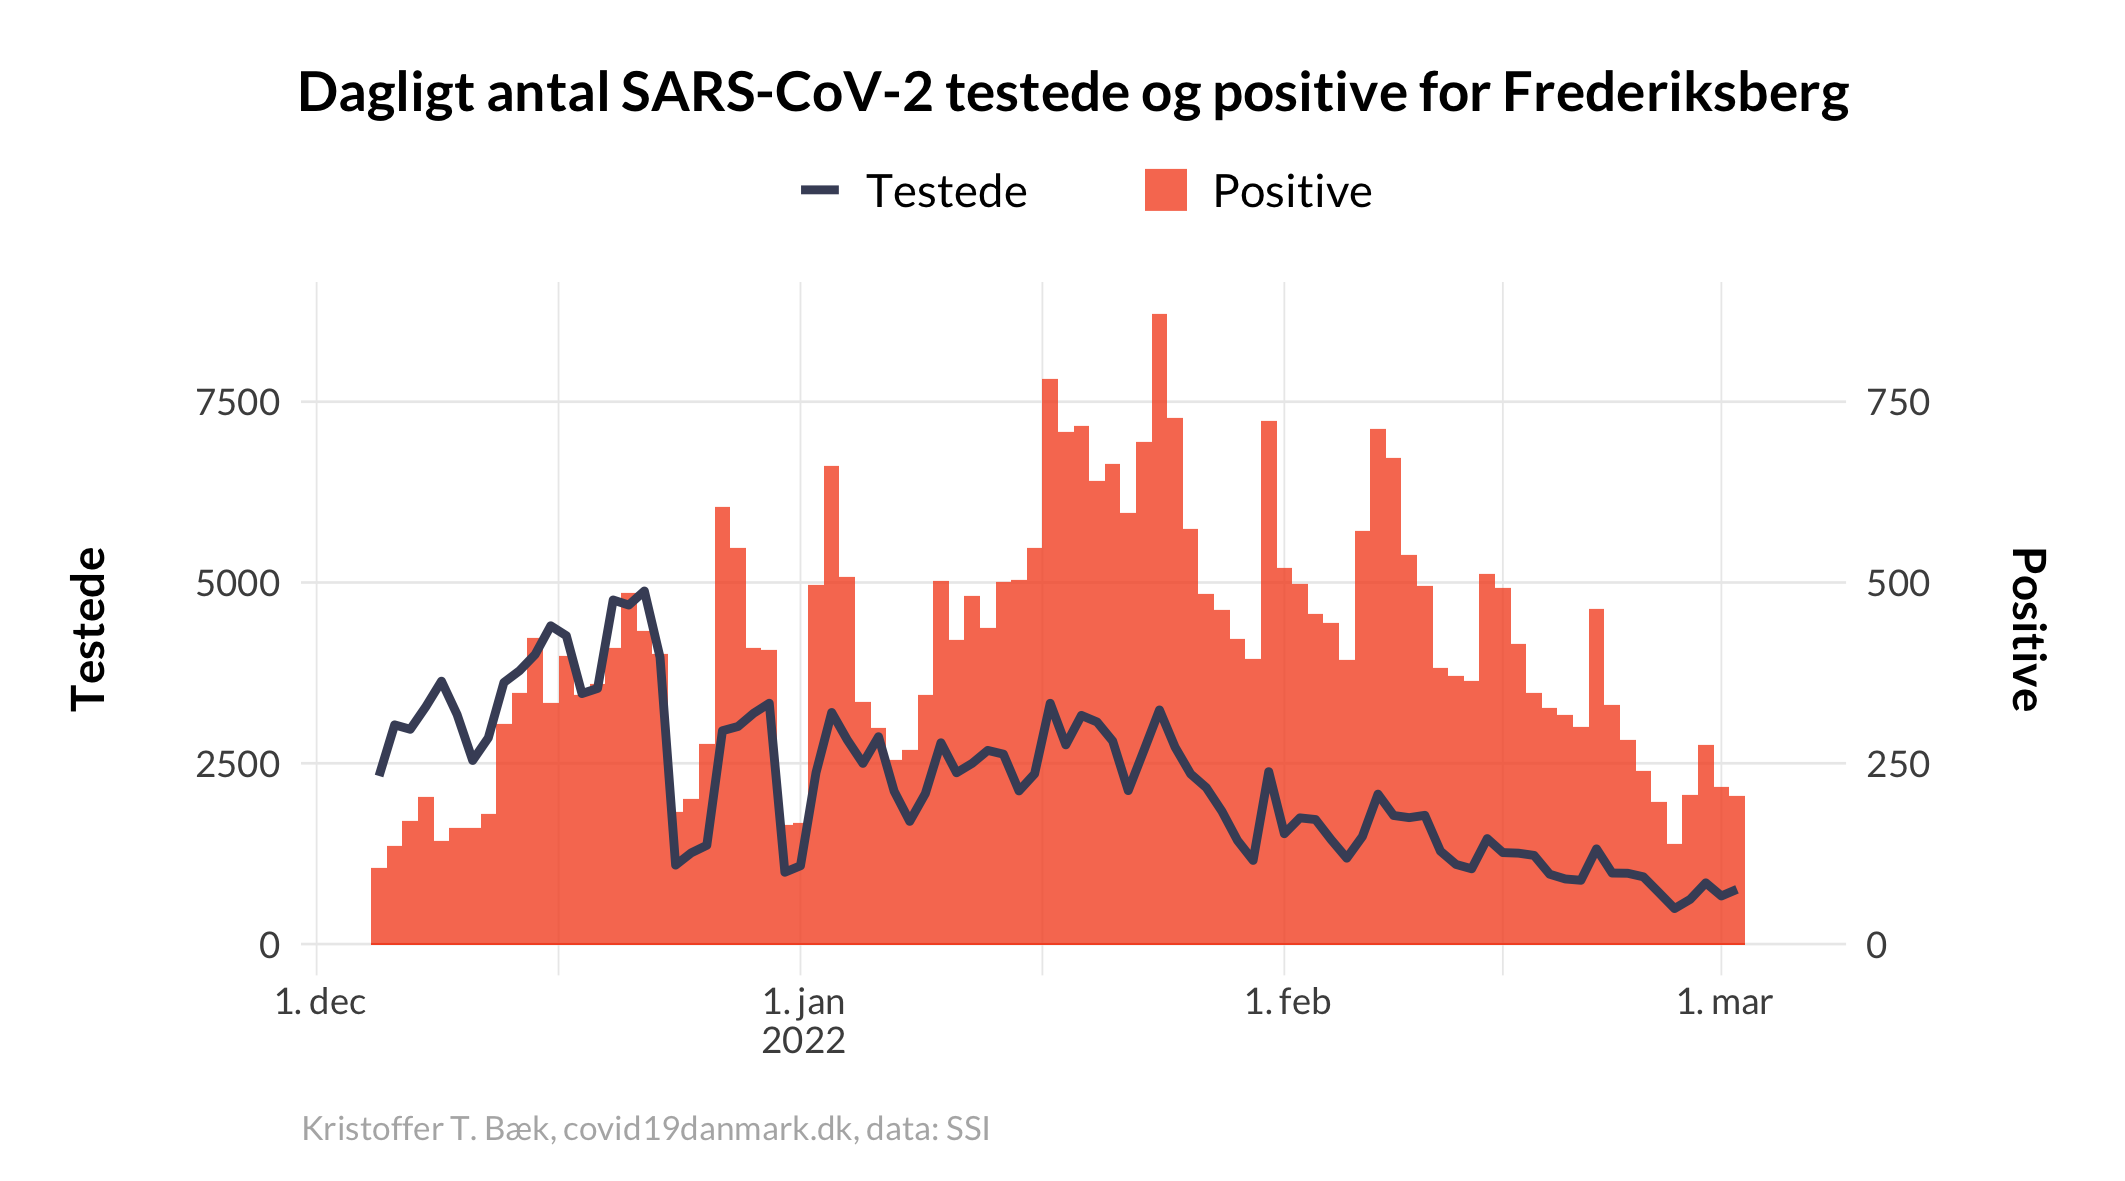 Dagligt antal SARS-CoV-2 testede og positive for Frederiksberg
Testede
Positive
7500
5000
2500
0
Testede
750
500
250
0
Positive
1. dec
1. jan
2022
1. feb
1. mar
Kristoffer T. Bæk, covid19danmark.dk, data: SSI